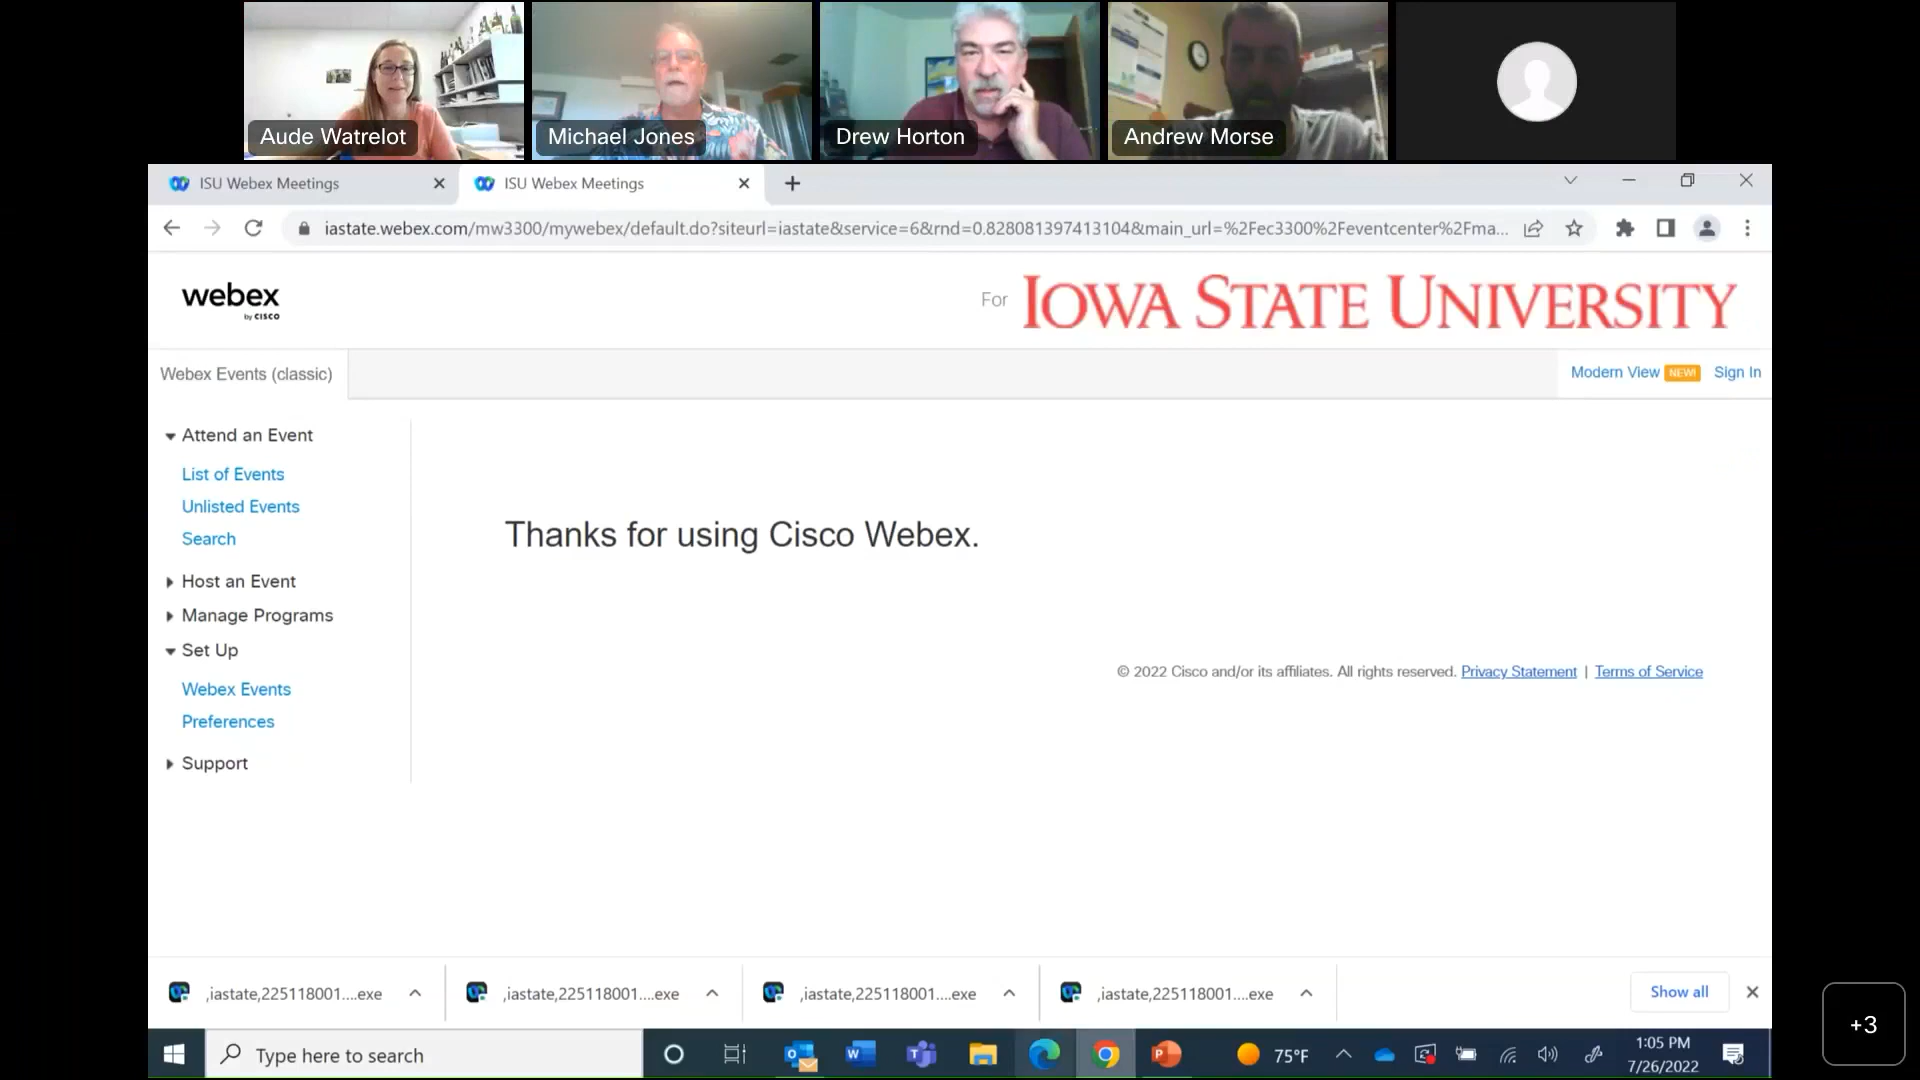 Aude Watrelot
Michael Jones
Drew Horton
Andrew Morse
ISU Webex Meetings
ISU Webex Meetings
iastate.webex.com/mw3300/mywebex/default.do?siteurl=iastate&service=6&rnd=0.828081397413104&main_url=%2Fec3300%2Feventcenter%2Fma...
webex
by CISCO
For IOWA STATE UNIVERSITY
Webex Events (classic)
Modern View NEW! Sign In
Attend an Event
List of Events
Unlisted Events
Search
Host an Event
Manage Programs
Set Up
Webex Events
Preferences
Support
Thanks for using Cisco Webex.
© 2022 Cisco and/or its affiliates. All rights reserved. Privacy Statement | Terms of Service
,iastate,225118001....exe
,iastate,225118001....exe
,iastate,225118001....exe
,iastate,225118001....exe
Show all
+3
Type here to search
75°F
1:05 PM
7/26/2022